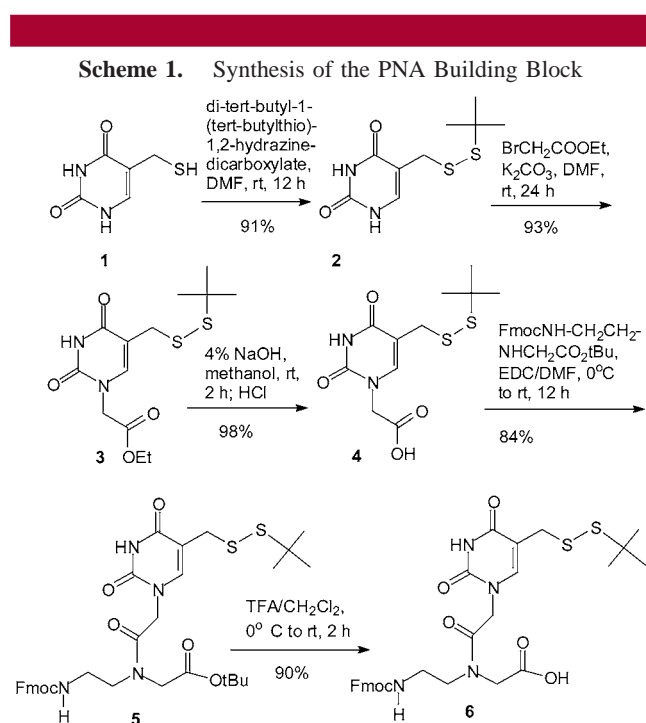 Scheme 1. Synthesis of the PNA Building Block
O
HN
O
N
H
SH
1
di-tert-butyl-1-
(tert-butylthio)-
1,2-hydrazine-
dicarboxylate,
DMF, rt, 12 h
91%
O
HN
O
N
H
S
S
2
BrCH2COOEt,
K2CO3, DMF,
rt, 24 h
93%
O
HN
O
N
S
S
O
OEt
3
4% NaOH,
methanol, rt,
2 h; HCl
98%
O
HN
O
N
S
S
O
OH
4
FmocNH-CH2CH2-
NHCH2CO2tBu,
EDC/DMF, 0°C
to rt, 12 h
84%
O
HN
O
N
S
S
O
N
O
OtBu
FmocN
H
5
TFA/CH2Cl2,
0° C to rt, 2 h
90%
O
HN
O
N
S
S
O
N
O
OH
FmocN
H
6